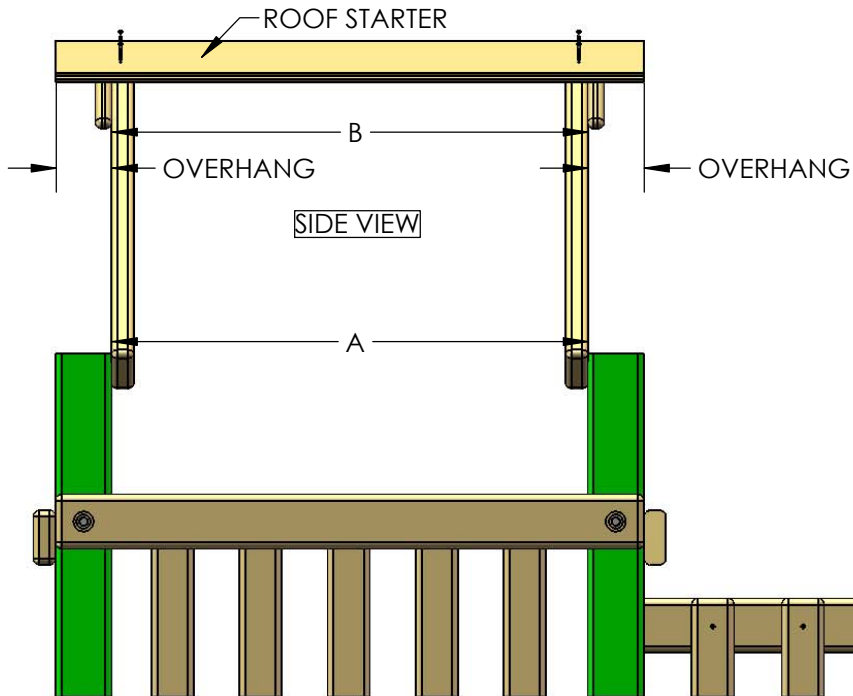 ROOF STARTER
B
OVERHANG
OVERHANG
SIDE VIEW
A